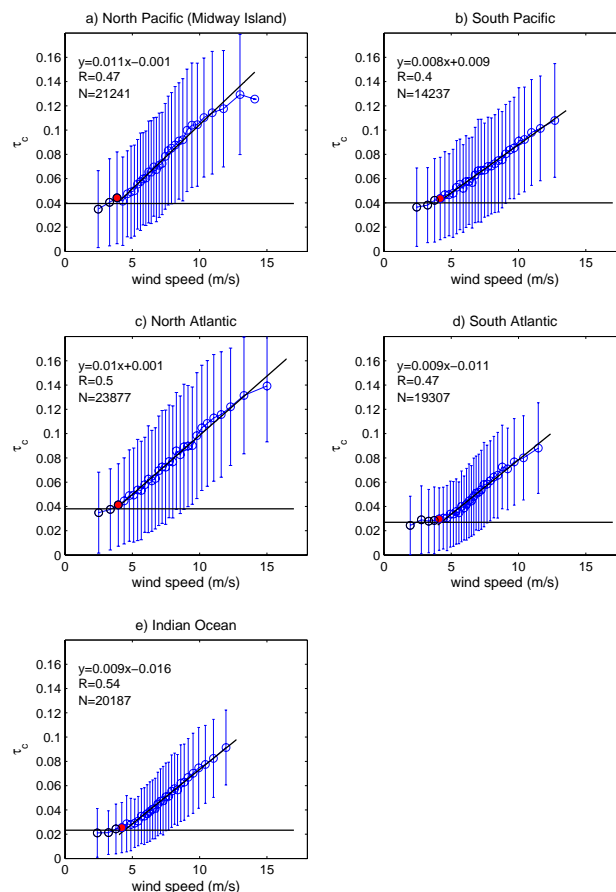 a) North Pacific (Midway Island)
y=0.011x−0.001
R=0.47
N=21241
0.16
0.14
0.12
0.1
0.08
0.06
0.04
0.02
0
τc
0 5 10 15
wind speed (m/s)
b) South Pacific
y=0.008x+0.009
R=0.4
N=14237
0.16
0.14
0.12
0.1
0.08
0.06
0.04
0.02
0
τc
0 5 10 15
wind speed (m/s)
c) North Atlantic
y=0.01x+0.001
R=0.5
N=23877
0.16
0.14
0.12
0.1
0.08
0.06
0.04
0.02
0
τc
0 5 10 15
wind speed (m/s)
d) South Atlantic
y=0.009x−0.011
R=0.47
N=19307
0.16
0.14
0.12
0.1
0.08
0.06
0.04
0.02
0
τc
0 5 10 15
wind speed (m/s)
e) Indian Ocean
y=0.009x−0.016
R=0.54
N=20187
0.16
0.14
0.12
0.1
0.08
0.06
0.04
0.02
0
τc
0 5 10 15
wind speed (m/s)